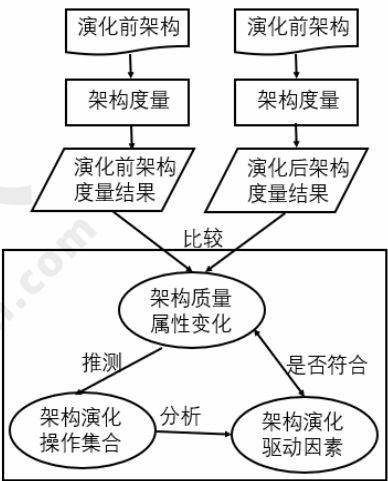 演化前架构
演化前架构
架构度量
架构度量
演化前架构
度量结果
演化后架构
度量结果
比较
架构质量
属性变化
推测
是否符合
架构演化
操作集合
分析
架构演化
驱动因素